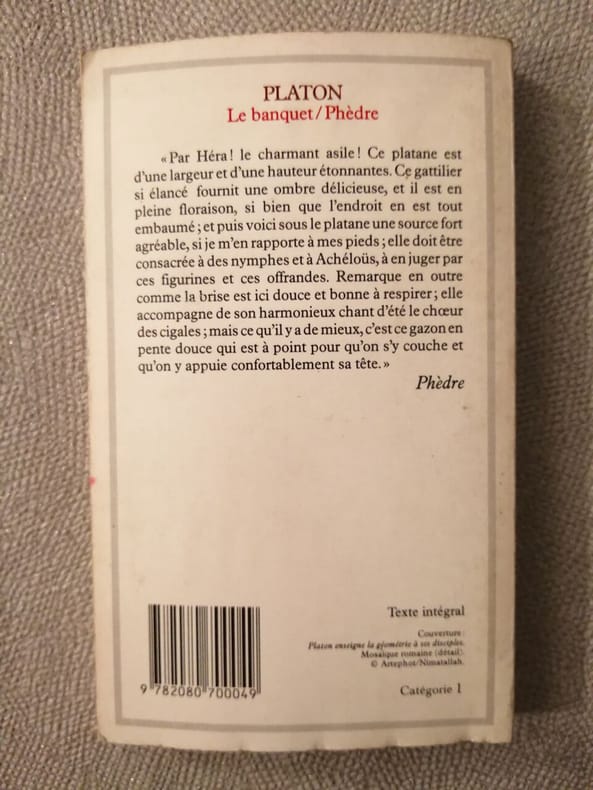 PLATON
Le banquet/Phèdre
« Par Héra! le charmant asile! Ce platane est
d'une largeur et d'une hauteur étonnantes. Ce gattilier
si élancé fournit une ombre délicieuse, et il est en
pleine floraison, si bien que l'endroit en est tout
embaumé; et puis voici sous le platane une source fort
agréable, si je m'en rapporte à mes pieds; elle doit être
consacrée à des nymphes et à Achéloüs, à en juger par
ces figurines et ces offrandes. Remarque en outre
comme la brise est ici douce et bonne à respirer; elle
accompagne de son harmonieux chant d'été le chœur
des cigales; mais ce qu'il y a de mieux, c'est ce gazon en
pente douce qui est à point pour qu'on s'y couche et
qu'on y appuie confortablement sa tête. »
Phèdre
Texte intégral
Couverture:
Platon enseigne la géométrie à ses disciples.
Mosaïque romaine (détail).
© Artephot/Nimatallah.
9 782080 700049
Catégorie 1